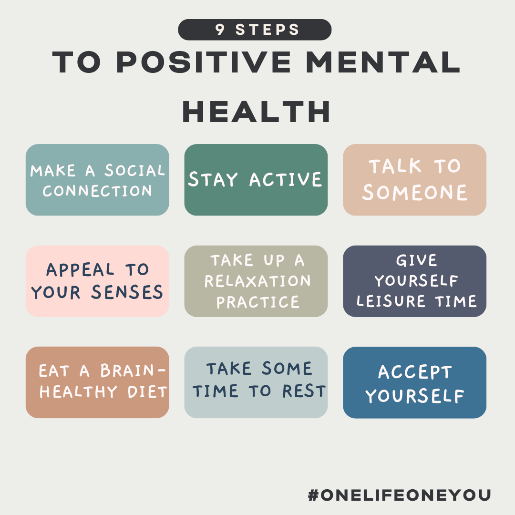 9 STEPS
TO POSITIVE MENTAL
HEALTH
MAKE A SOCIAL
CONNECTION
STAY ACTIVE
TALK TO
SOMEONE
APPEAL TO
YOUR SENSES
TAKE UP A
RELAXATION
PRACTICE
GIVE
YOURSELF
LEISURE TIME
EAT A BRAIN-
HEALTHY DIET
TAKE SOME
TIME TO REST
ACCEPT
YOURSELF
#ONELIFEONEYOU